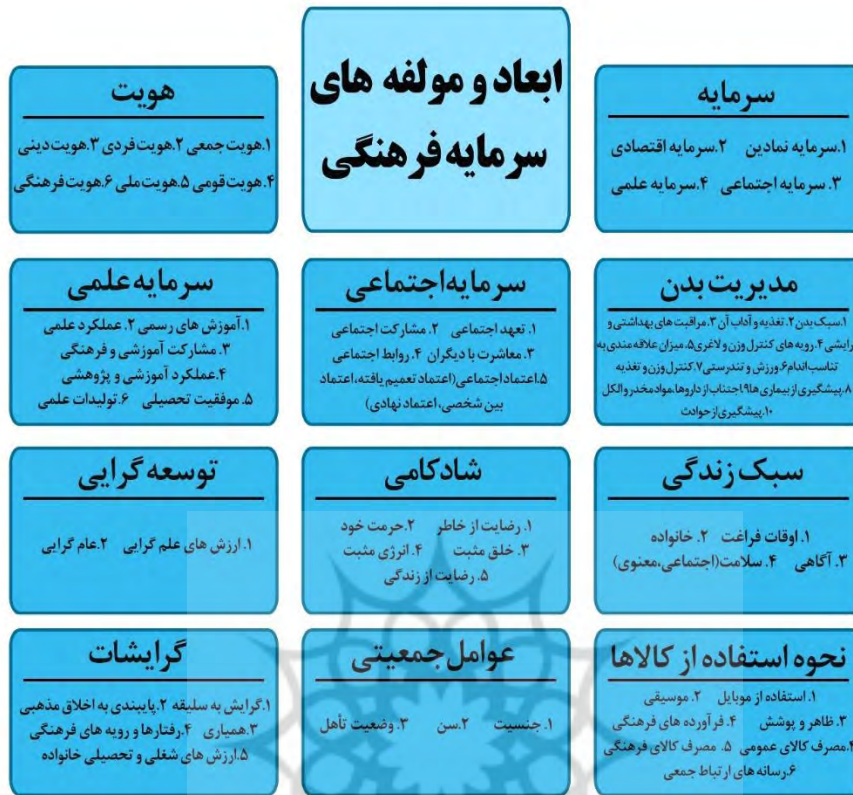 ابعاد و مولفه های
سرمایه فرهنگی
سرمایه
۱.سرمایه نمادین ۲.سرمایه اقتصادی
۳. سرمایه اجتماعی ۴.سرمایه علمی
هویت
۱.هویت جمعی ۲.هویت فردی ۳.هویت دینی
۴.هویت قومی ۵.هویت ملی ۶.هویت فرهنگی
مدیریت بدن
۱.سبک بدن ۲.تغذیه و آداب آن ۳.مراقبت های بهداشتی و
رایشی ۴.رویه های کنترل وزن و لاغری ۵. میزان علاقه مندی به
تناسب اندام ۶.ورزش و تندرستی ۷.کنترل وزن و تغذیه
۸.پیشگیری از بیماری ها ۹.اجتناب از داروها،مواد مخدر و الکل
۱۰.پیشگیری از حوادث
سرمایه اجتماعی
۱. تعهد اجتماعی ۲. مشارکت اجتماعی
۳.معاشرت با دیگران ۴. روابط اجتماعی
۵.اعتماد اجتماعی(اعتماد تعمیم یافته،اعتماد
بین شخصی،اعتماد نهادی)
سرمایه علمی
۱.آموزش های رسمی ۲. عملکرد علمی
۳. مشارکت آموزشی و فرهنگی
۴.عملکرد آموزشی و پژوهشی
۵. موفقیت تحصیلی ۶.تولیدات علمی
سبک زندگی
۱. اوقات فراغت ۲. خانواده
۳. آگاهی ۴. سلامت(اجتماعی،معنوی)
شادکامی
۱. رضایت از خاطر ۲.حرمت خود
۳. خلق مثبت ۴. انرژی مثبت
۵. رضایت از زندگی
توسعه گرایی
۱. ارزش های علم گرایی ۲.عام گرایی
نحوه استفاده از کالاها
۱. استفاده از موبایل ۲. موسیقی
۳. ظاهر و پوشش ۴. فرآورده های فرهنگی
۴.مصرف کالای عمومی ۵. مصرف کالای فرهنگی
۶.رسانه های ارتباط جمعی
عوامل جمعیتی
۱. جنسیت ۲.سن ۳. وضعیت تأهل
گرایشات
۱.گرایش به سلیقه ۲.پایبندی به اخلاق مذهبی
۳.همیاری ۴.رفتارها و رویه های فرهنگی
۵.ارزش های شغلی و تحصیلی خانواده